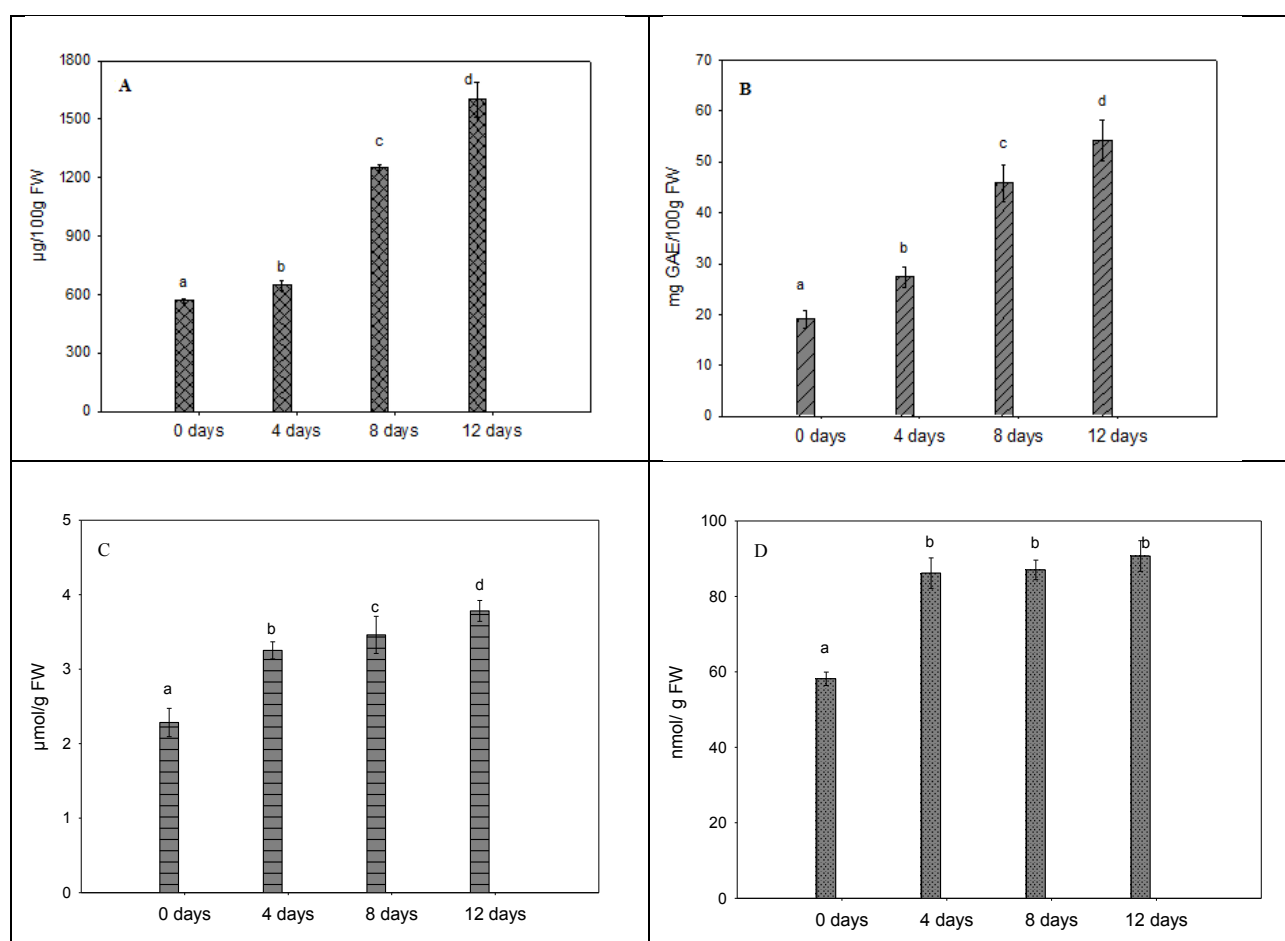 A
µg/100g FW
1800
1500
1200
900
600
300
0
a
b
c
d
0 days 4 days 8 days 12 days
B
mg GAE/100g FW
70
60
50
40
30
20
10
0
a
b
c
d
0 days 4 days 8 days 12 days
C
µmol/g FW
5
4
3
2
1
0
a
b
c
d
0 days 4 days 8 days 12 days
D
nmol/ g FW
100
80
60
40
20
0
a
b
b
b
0 days 4 days 8 days 12 days